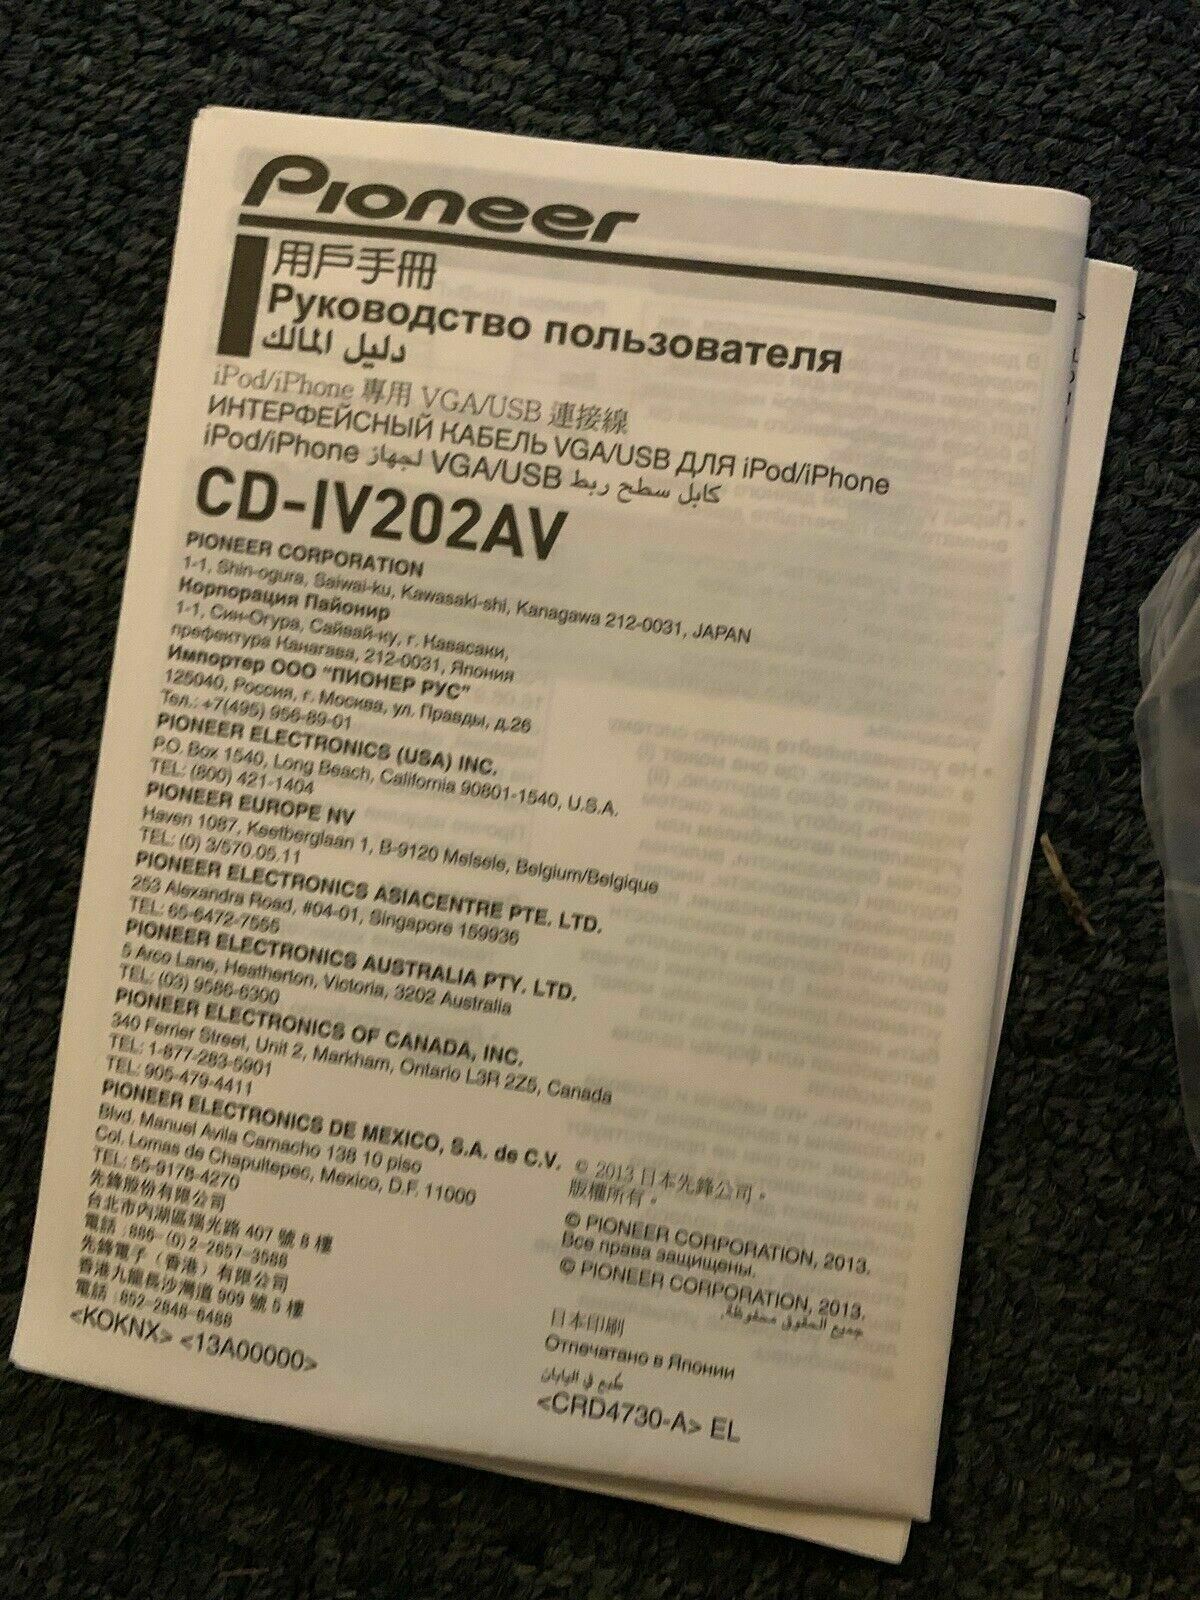 Pioneer
用戶手冊
Руководство пользователя
دليل المالك
iPod/iPhone 專用 VGA/USB 連接線
ИНТЕРФЕЙСНЫЙ КАБЕЛЬ VGA/USB ДЛЯ iPod/iPhone
كابل سطح ربط VGA/USB لجهاز iPod/iPhone
CD-IV202AV
PIONEER CORPORATION
1-1, Shin-ogura, Saiwai-ku, Kawasaki-shi, Kanagawa 212-0031, JAPAN
Корпорация Пайонир
1-1, Син-Огура, Сайвай-ку, г. Кавасаки,
префектура Канагава, 212-0031, Япония
Импортер ООО "ПИОНЕР РУС"
125040, Россия, г. Москва, ул. Правды, д.26
Тел.: +7(495) 956-89-01
PIONEER ELECTRONICS (USA) INC.
P.O. Box 1540, Long Beach, California 90801-1540, U.S.A.
TEL: (800) 421-1404
PIONEER EUROPE NV
Haven 1087, Keetberglaan 1, B-9120 Melsele, Belgium/Belgique
TEL: (0) 3/570.05.11
PIONEER ELECTRONICS ASIACENTRE PTE. LTD.
253 Alexandra Road, #04-01, Singapore 159936
TEL: 65-6472-7555
PIONEER ELECTRONICS AUSTRALIA PTY. LTD.
5 Arco Lane, Heatherton, Victoria, 3202 Australia
TEL: (03) 9586-6300
PIONEER ELECTRONICS OF CANADA, INC.
340 Ferrier Street, Unit 2, Markham, Ontario L3R 2Z5, Canada
TEL: 1-877-283-5901
TEL: 905-479-4411
PIONEER ELECTRONICS DE MEXICO, S.A. de C.V.
Blvd. Manuel Avila Camacho 138 10 piso
Col. Lomas de Chapultepec, Mexico, D.F. 11000
TEL: 55-9178-4270
先鋒股份有限公司
台北市內湖區瑞光路 407 號 8 樓
電話 : 886-(0)2-2657-3588
先鋒電子（香港）有限公司
香港九龍長沙灣道 909 號 5 樓
電話 : 852-2848-6488
<KOKNX> <13A00000>
© 2013 日本先鋒公司。
版權所有。
© PIONEER CORPORATION, 2013.
Все права защищены.
© PIONEER CORPORATION, 2013.
جميع الحقوق محفوظة.
日本印刷
Отпечатано в Японии
طبع في اليابان
<CRD4730-A> EL